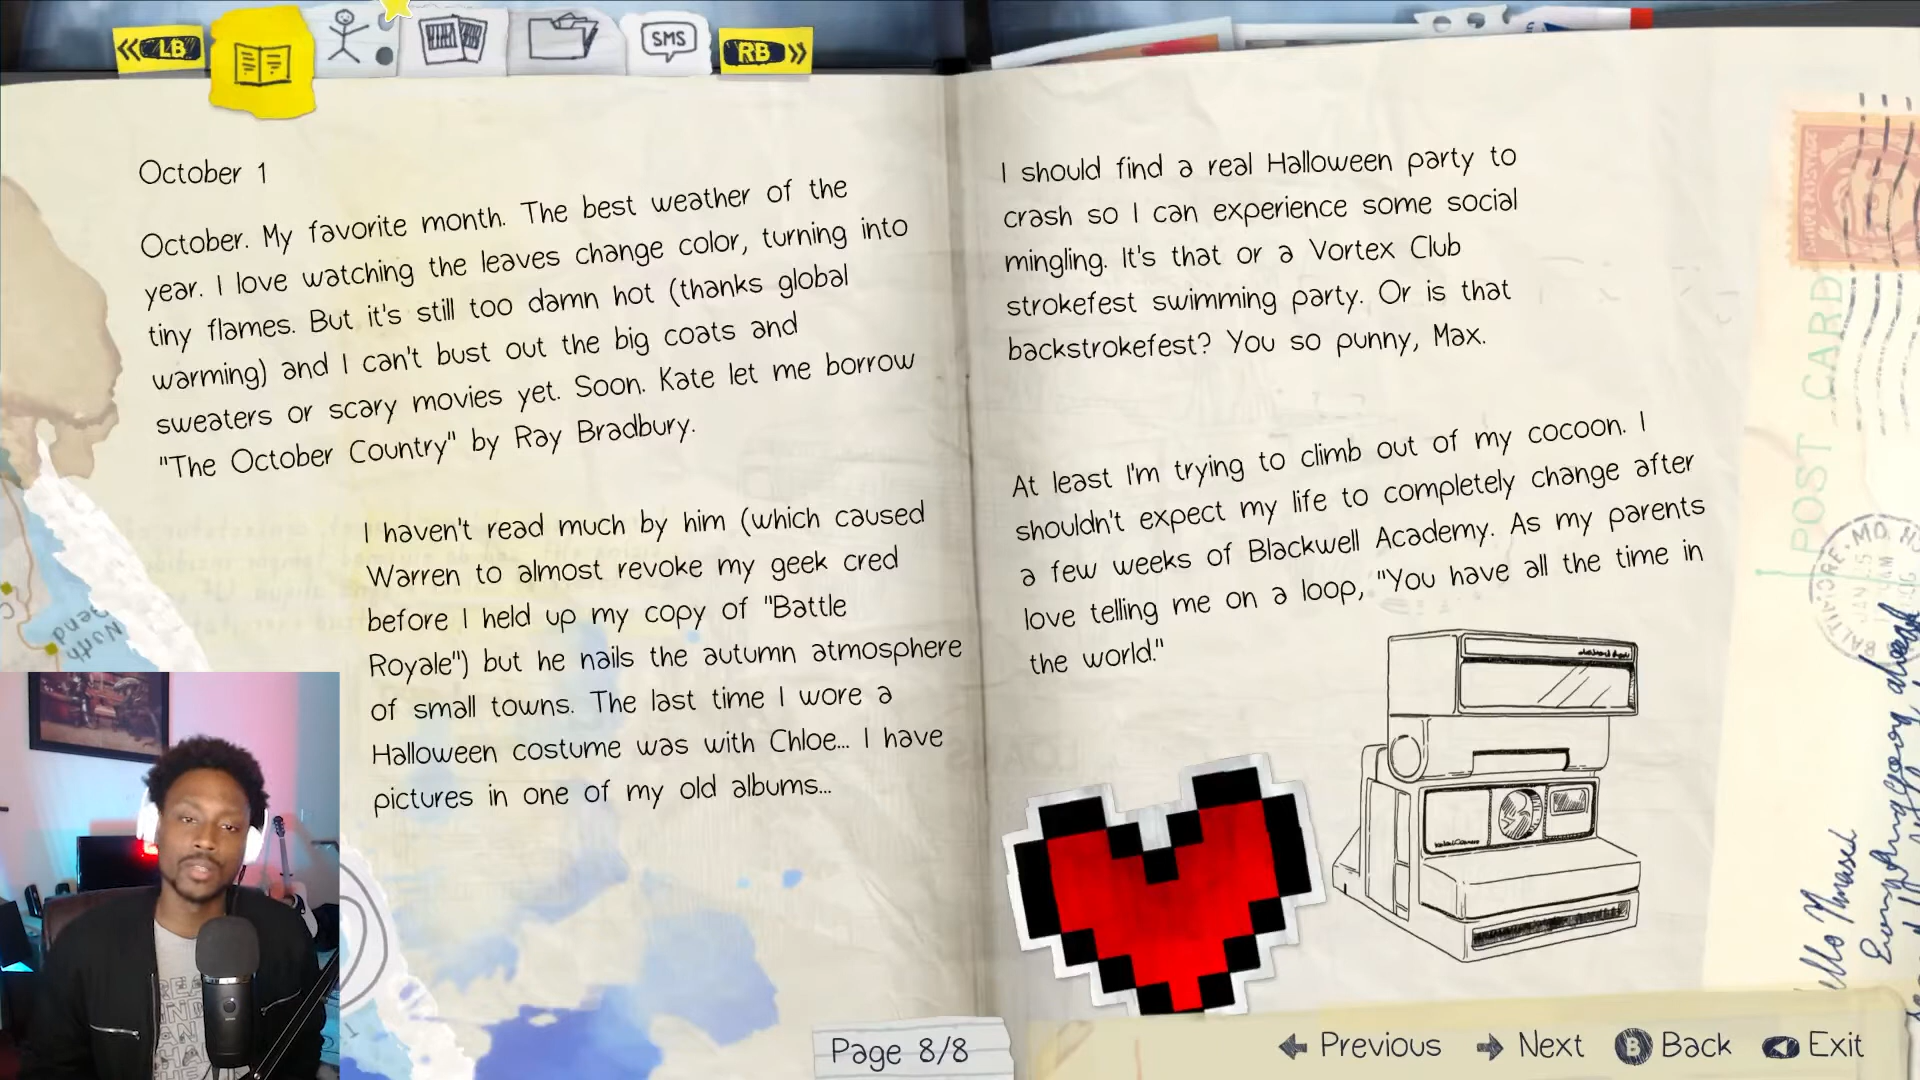 LB
SMS
RB
October 1
October. My favorite month. The best weather of the
year. I love watching the leaves change color, turning into
tiny flames. But it's still too damn hot (thanks global
warming) and I can't bust out the big coats and
sweaters or scary movies yet. Soon. Kate let me borrow
"The October Country" by Ray Bradbury.
I haven't read much by him (which caused
Warren to almost revoke my geek cred
before I held up my copy of "Battle
Royale") but he nails the autumn atmosphere
of small towns. The last time I wore a
Halloween costume was with Chloe... I have
pictures in one of my old albums...
I should find a real Halloween party to
crash so I can experience some social
mingling. It's that or a Vortex Club
strokefest swimming party. Or is that
backstrokefest? You so punny, Max.
At least I'm trying to climb out of my cocoon. I
shouldn't expect my life to completely change after
a few weeks of Blackwell Academy. As my parents
love telling me on a loop, "You have all the time in
the world."
POST CARD
North
Page 8/8
Previous
Next
B Back
Exit